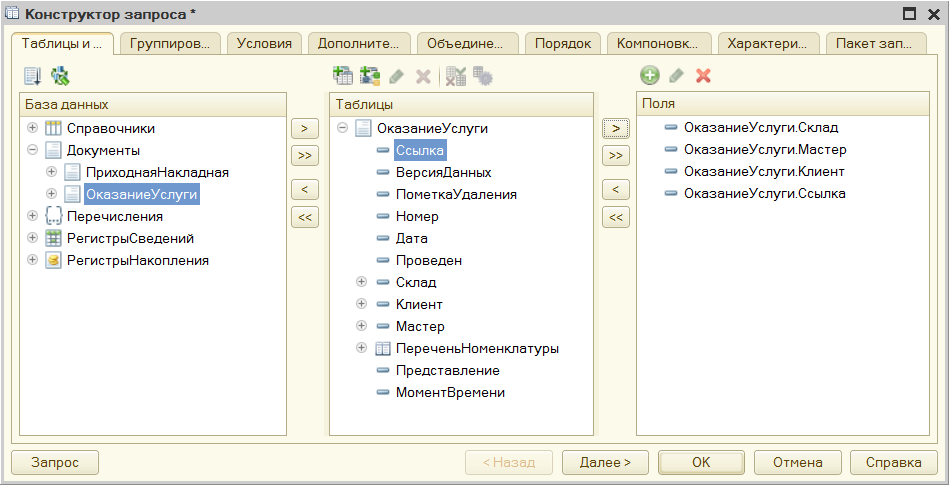 Конструктор запроса *
Таблицы и ...
Группиров...
Условия
Дополните...
Объедине...
Порядок
Компоновк...
Характери...
Пакет зап...
База данных
Справочники
Документы
ПриходнаяНакладная
ОказаниеУслуги
Перечисления
РегистрыСведений
РегистрыНакопления
>
>>
<
<<
Таблицы
ОказаниеУслуги
Ссылка
ВерсияДанных
ПометкаУдаления
Номер
Дата
Проведен
Склад
Клиент
Мастер
ПереченьНоменклатуры
Представление
МоментВремени
>
>>
<
<<
Поля
ОказаниеУслуги.Склад
ОказаниеУслуги.Мастер
ОказаниеУслуги.Клиент
ОказаниеУслуги.Ссылка
Запрос
< Назад
Далее >
OK
Отмена
Справка